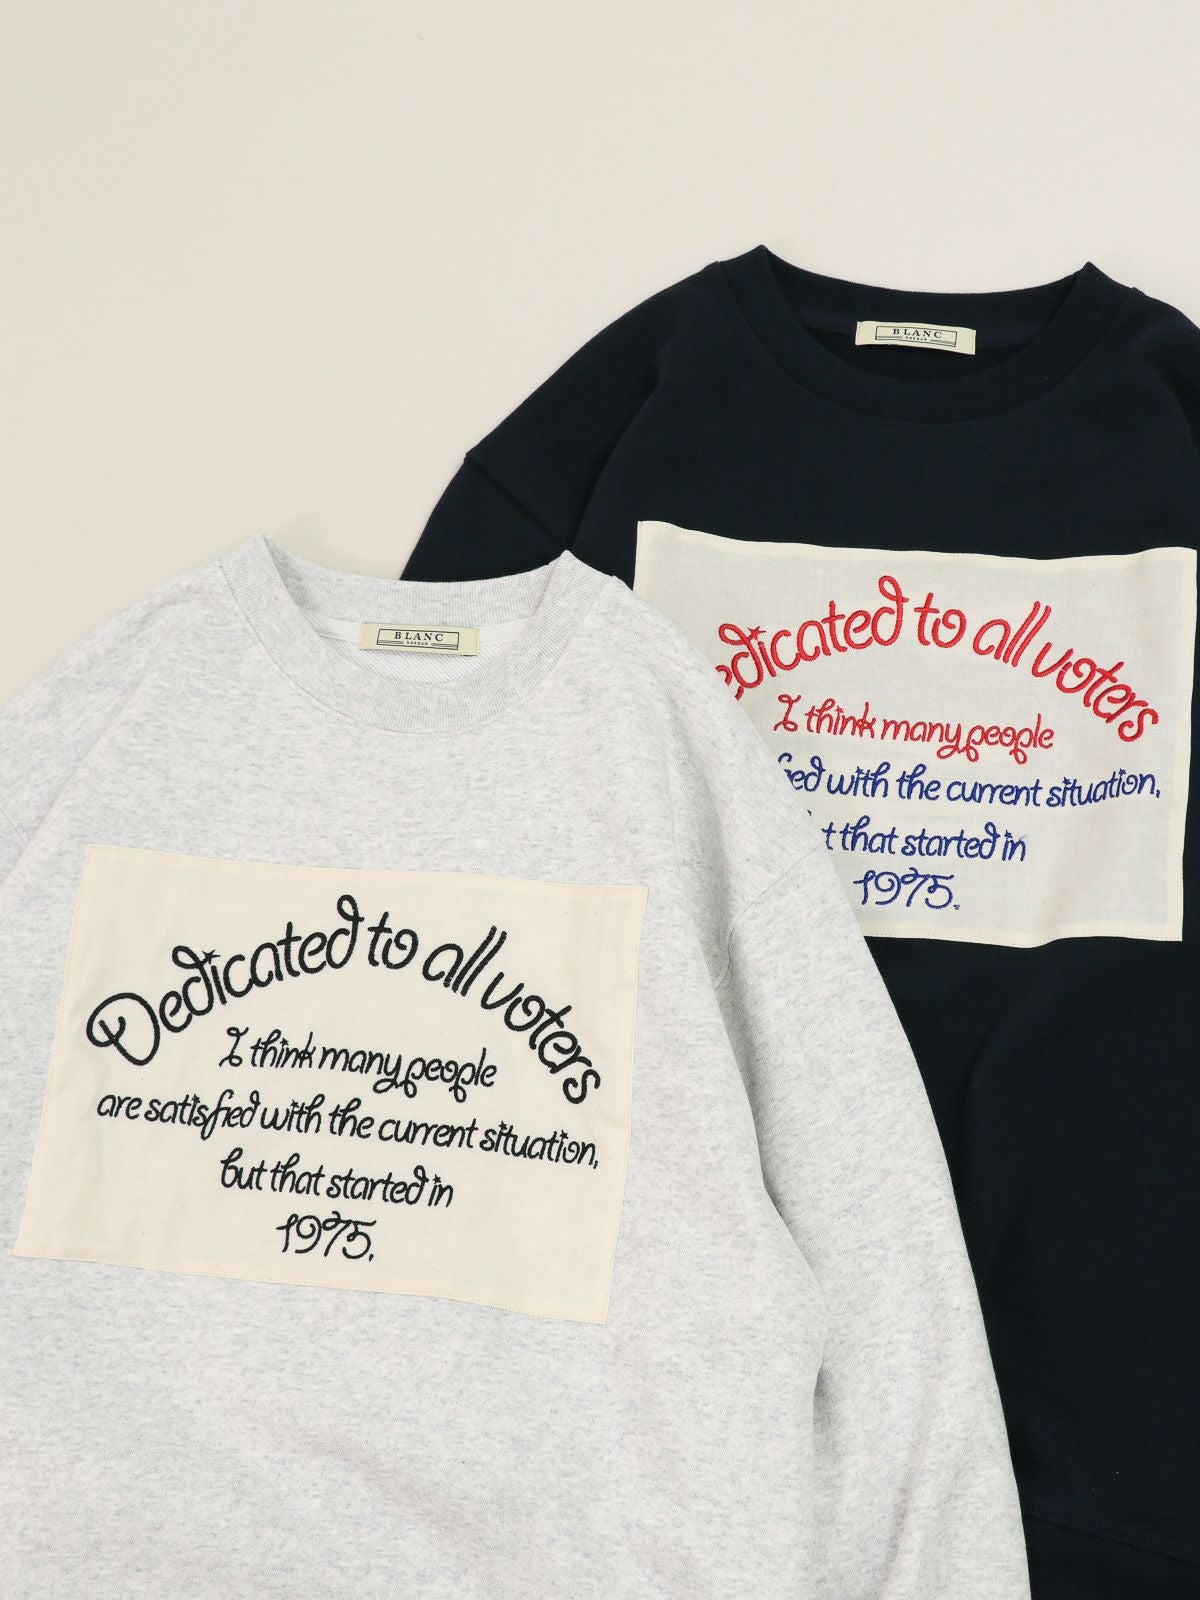 BLANC
BLANC
Dedicated to all voters
I think many people
are satisfied with the current situation,
but that started in
1975.
to all voters
I think many people
with the current situation,
that started in
1975.